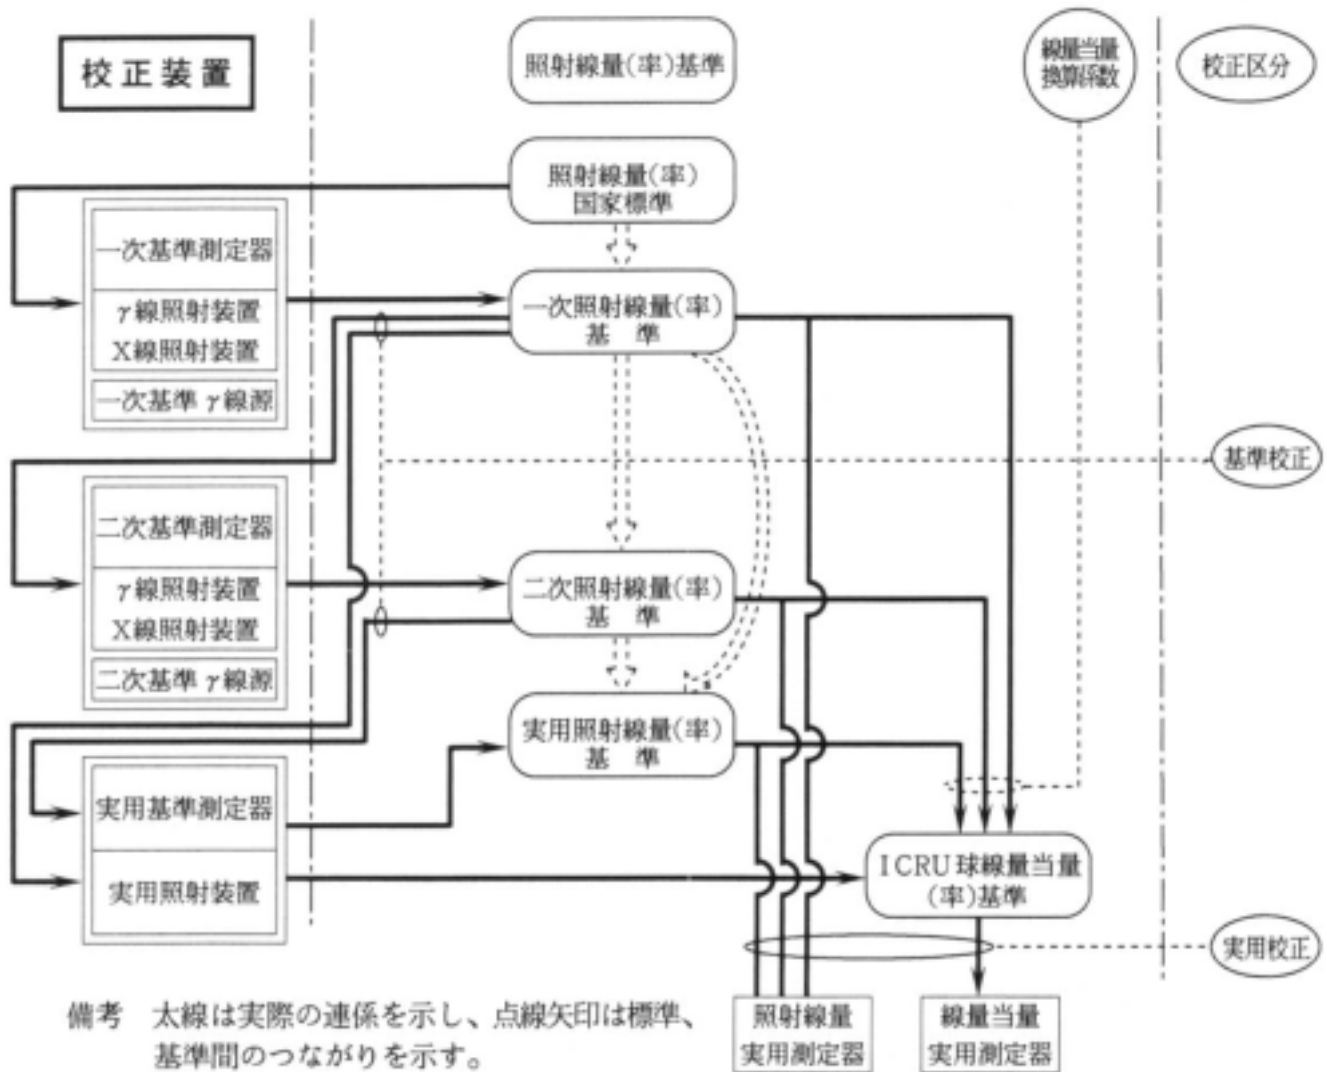 校正装置
照射線量(率)基準
線量当量
換算係数
校正区分
照射線量(率)
国家標準
一次基準測定器
γ線照射装置
X線照射装置
一次基準γ線源
一次照射線量(率)
基 準
基準校正
二次基準測定器
γ線照射装置
X線照射装置
二次基準γ線源
二次照射線量(率)
基 準
実用照射線量(率)
基 準
実用基準測定器
実用照射装置
ICRU球線量当量
(率)基準
実用校正
照射線量
実用測定器
線量当量
実用測定器
備考 太線は実際の連係を示し、点線矢印は標準、
基準間のつながりを示す。